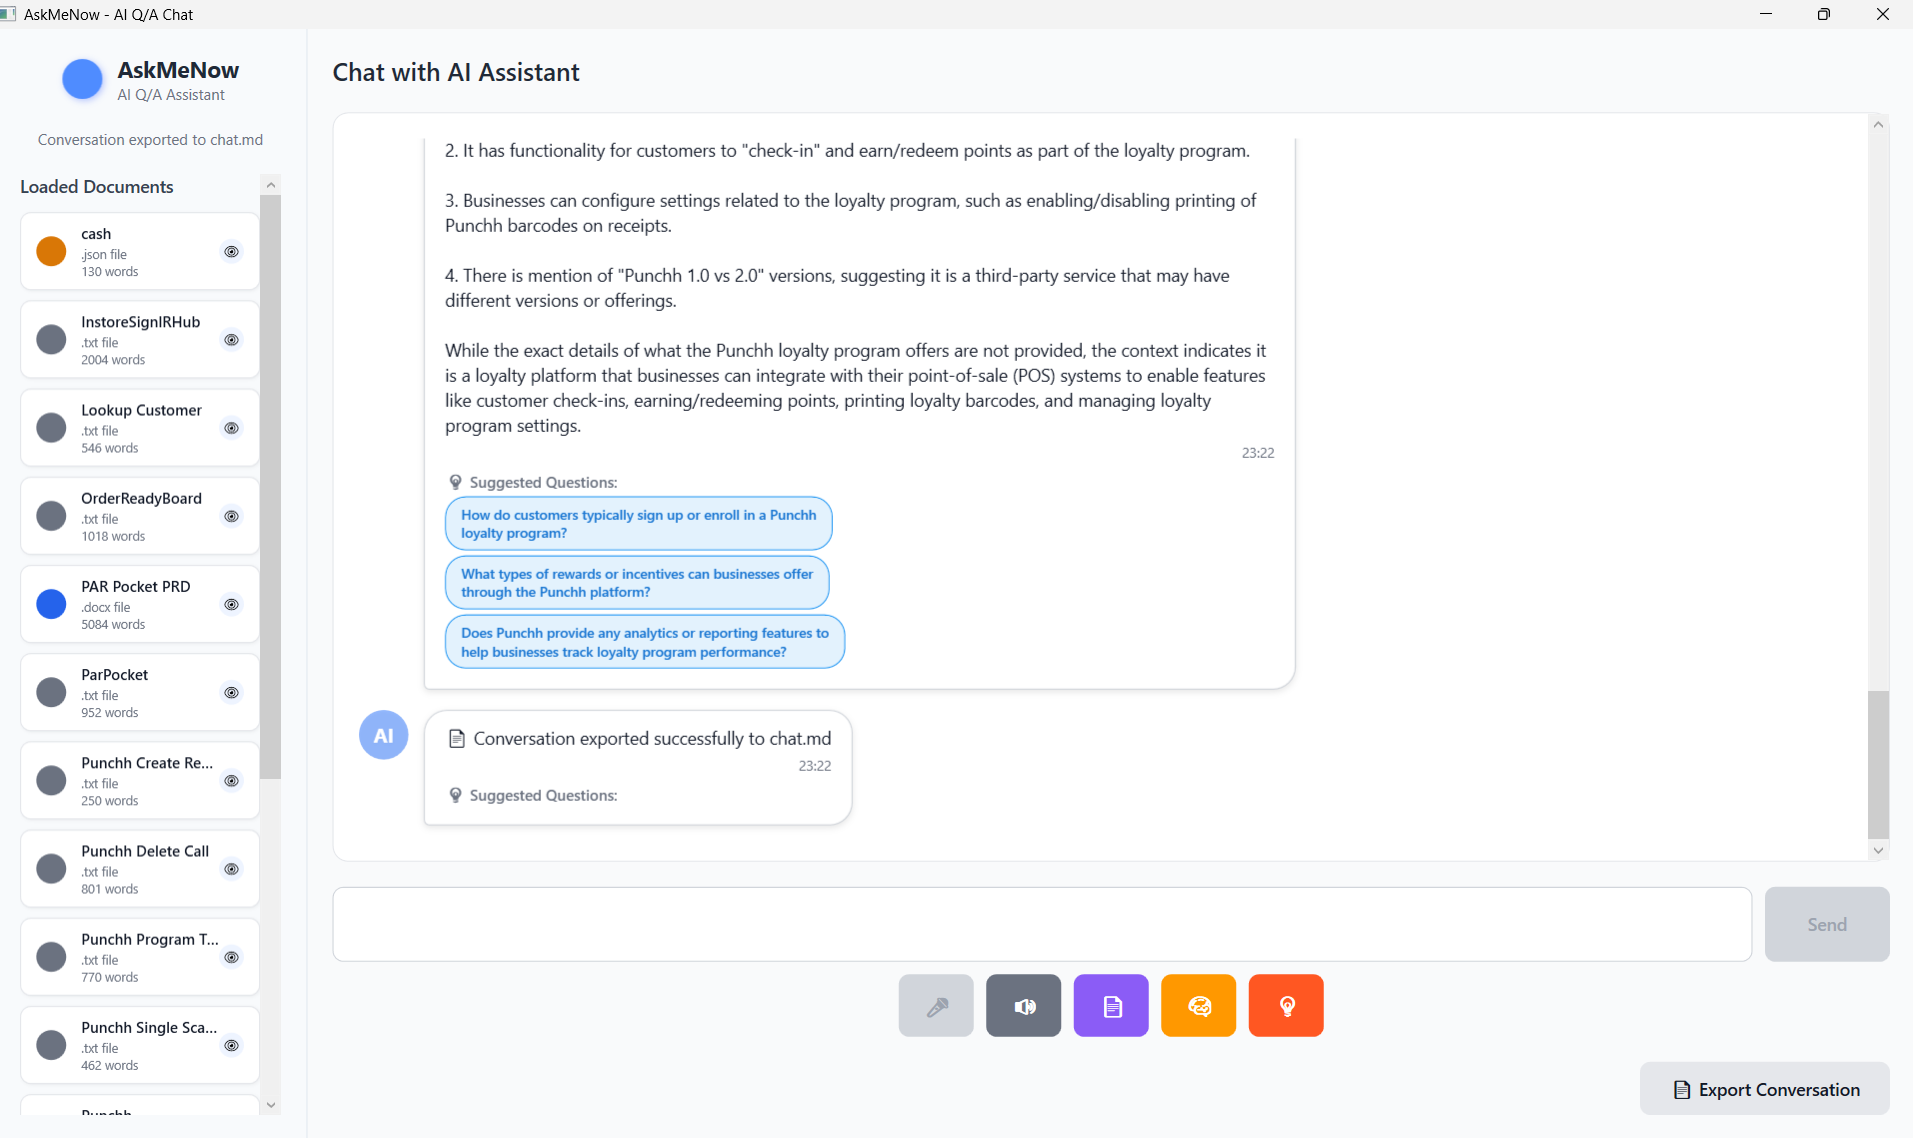 AskMeNow - AI Q/A Chat
AskMeNow
AI Q/A Assistant
Conversation exported to chat.md
Loaded Documents
cash
.json file
130 words
InstoreSignIRHub
.txt file
2004 words
Lookup Customer
.txt file
546 words
OrderReadyBoard
.txt file
1018 words
PAR Pocket PRD
.docx file
5084 words
ParPocket
.txt file
952 words
Punchh Create Re...
.txt file
250 words
Punchh Delete Call
.txt file
801 words
Punchh Program T...
.txt file
770 words
Punchh Single Sca...
.txt file
462 words
Punchh
Chat with AI Assistant
2. It has functionality for customers to "check-in" and earn/redeem points as part of the loyalty program.
3. Businesses can configure settings related to the loyalty program, such as enabling/disabling printing of
Punchh barcodes on receipts.
4. There is mention of "Punchh 1.0 vs 2.0" versions, suggesting it is a third-party service that may have
different versions or offerings.
While the exact details of what the Punchh loyalty program offers are not provided, the context indicates it
is a loyalty platform that businesses can integrate with their point-of-sale (POS) systems to enable features
like customer check-ins, earning/redeeming points, printing loyalty barcodes, and managing loyalty
program settings.
23:22
Suggested Questions:
How do customers typically sign up or enroll in a Punchh
loyalty program?
What types of rewards or incentives can businesses offer
through the Punchh platform?
Does Punchh provide any analytics or reporting features to
help businesses track loyalty program performance?
AI
Conversation exported successfully to chat.md
23:22
Suggested Questions:
Send
Export Conversation